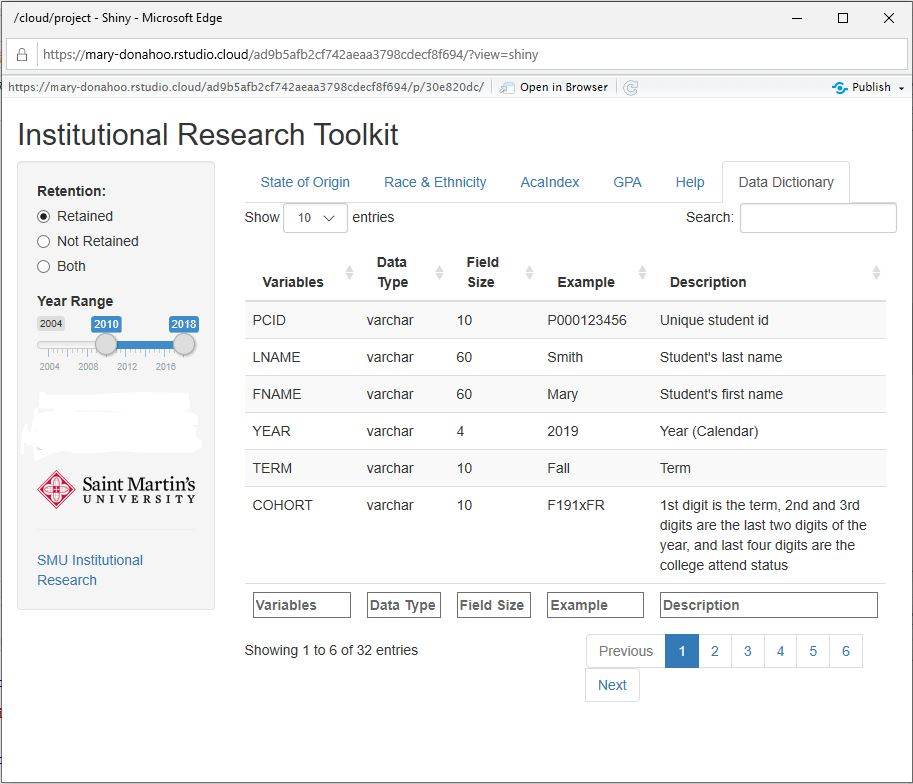 /cloud/project - Shiny - Microsoft Edge
https://mary-donahoo.rstudio.cloud/ad9b5afb2cf742aeaa3798cdecf8f694/?view=shiny
https://mary-donahoo.rstudio.cloud/ad9b5afb2cf742aeaa3798cdecf8f694/p/30e820dc/ Open in Browser Publish
Institutional Research Toolkit
Retention:
Retained
Not Retained
Both
Year Range
2004 2010 2018
2004 2008 2012 2016
Saint Martin's
UNIVERSITY
SMU Institutional
Research
State of Origin Race & Ethnicity AcaIndex GPA Help Data Dictionary
Show 10 entries Search:
Variables Data Type Field Size Example Description
PCID varchar 10 P000123456 Unique student id
LNAME varchar 60 Smith Student's last name
FNAME varchar 60 Mary Student's first name
YEAR varchar 4 2019 Year (Calendar)
TERM varchar 10 Fall Term
COHORT varchar 10 F191xFR 1st digit is the term, 2nd and 3rd
digits are the last two digits of the
year, and last four digits are the
college attend status
Variables Data Type Field Size Example Description
Showing 1 to 6 of 32 entries Previous 1 2 3 4 5 6
Next